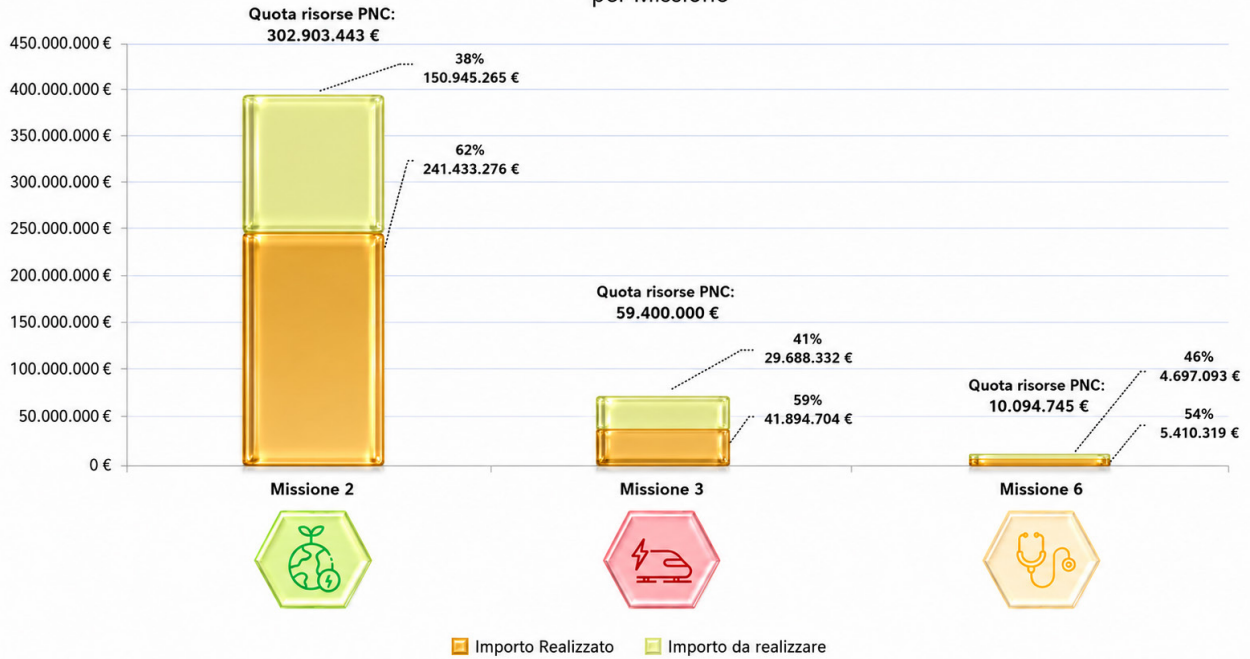 per Missione
Quota risorse PNC:
302.903.443 €
450.000.000 €
400.000.000 €
350.000.000 €
300.000.000 €
250.000.000 €
200.000.000 €
150.000.000 €
100.000.000 €
50.000.000 €
0 €
38%
150.945.265 €
62%
241.433.276 €
Quota risorse PNC:
59.400.000 €
41%
29.688.332 €
59%
41.894.704 €
Quota risorse PNC:
10.094.745 €
46%
4.697.093 €
54%
5.410.319 €
Missione 2
Missione 3
Missione 6
Importo Realizzato
Importo da realizzare